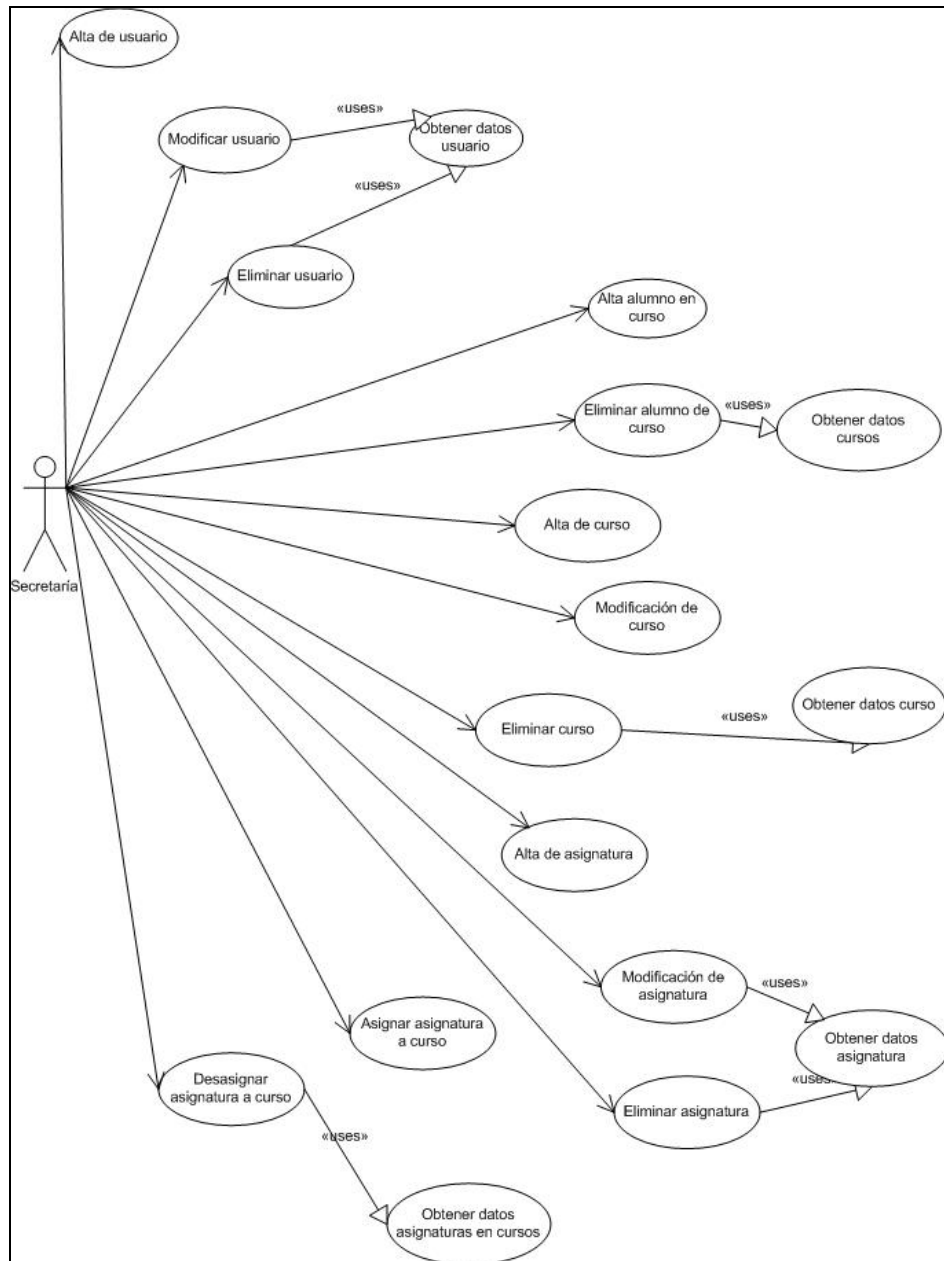 Alta de usuario
«uses»
Modificar usuario
Obtener datos
usuario
«uses»
Eliminar usuario
Alta alumno en
curso
Eliminar alumno de
curso
«uses»
Obtener datos
cursos
Alta de curso
Secretaría
Modificación de
curso
Obtener datos curso
Eliminar curso
«uses»
Alta de asignatura
Modificación de
asignatura
«uses»
Asignar asignatura
a curso
Obtener datos
asignatura
Desasignar
asignatura a curso
«uses»
Eliminar asignatura
«uses»
Obtener datos
asignaturas en cursos